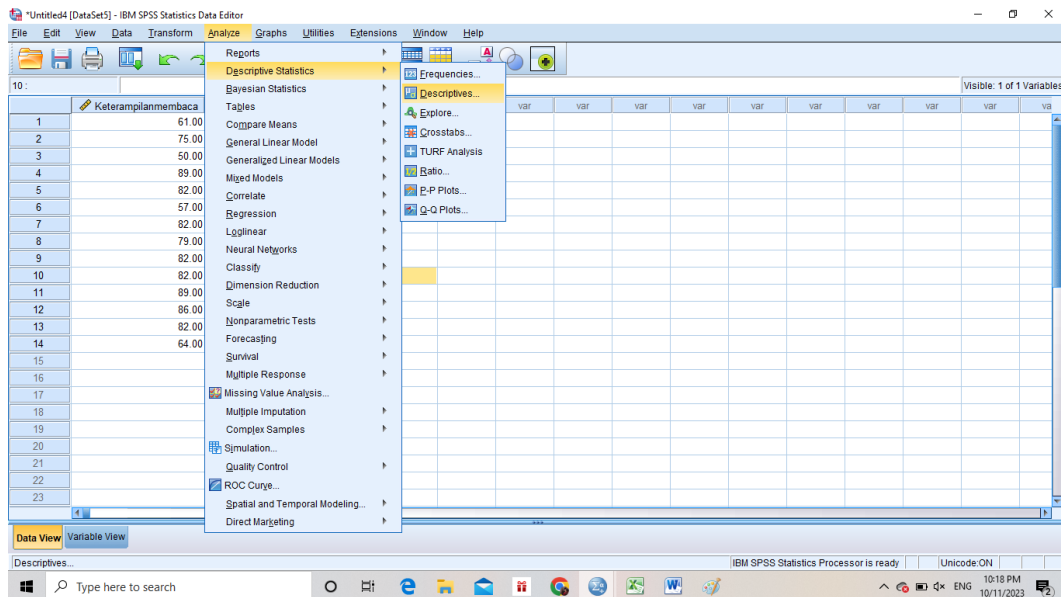 *Untitled4 [DataSet5] - IBM SPSS Statistics Data Editor
File Edit View Data Transform Analyze Graphs Utilities Extensions Window Help
10 :
Visible: 1 of 1 Variables
Keterampilanmembaca var var var var var var var var var va
1 61.00
2 75.00
3 50.00
4 89.00
5 82.00
6 57.00
7 82.00
8 79.00
9 82.00
10 82.00
11 89.00
12 86.00
13 82.00
14 64.00
15
16
17
18
19
20
21
22
23
Reports
Descriptive Statistics
Bayesian Statistics
Tables
Compare Means
General Linear Model
Generalized Linear Models
Mixed Models
Correlate
Regression
Loglinear
Neural Networks
Classify
Dimension Reduction
Scale
Nonparametric Tests
Forecasting
Survival
Multiple Response
Missing Value Analysis...
Multiple Imputation
Complex Samples
Simulation...
Quality Control
ROC Curve...
Spatial and Temporal Modeling...
Direct Marketing
123 Frequencies...
Descriptives...
Explore...
Crosstabs...
TURF Analysis
1/2 Ratio...
P-P Plots...
Q-Q Plots...
Data View Variable View
Descriptives...
IBM SPSS Statistics Processor is ready
Unicode:ON
Type here to search
ENG
10:18 PM
10/11/2023
2